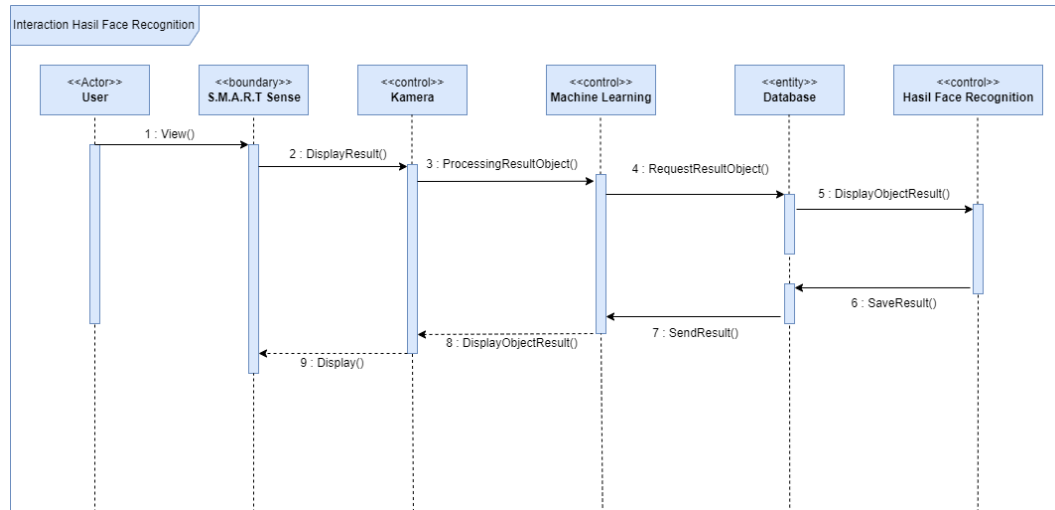 Interaction Hasil Face Recognition
<<Actor>>
User
<<boundary>>
S.M.A.R.T Sense
<<control>>
Kamera
<<control>>
Machine Learning
<<entity>>
Database
<<control>>
Hasil Face Recognition
1 : View()
2 : DisplayResult()
3 : ProcessingResultObject()
4 : RequestResultObject()
5 : DisplayObjectResult()
6 : SaveResult()
7 : SendResult()
8 : DisplayObjectResult()
9 : Display()